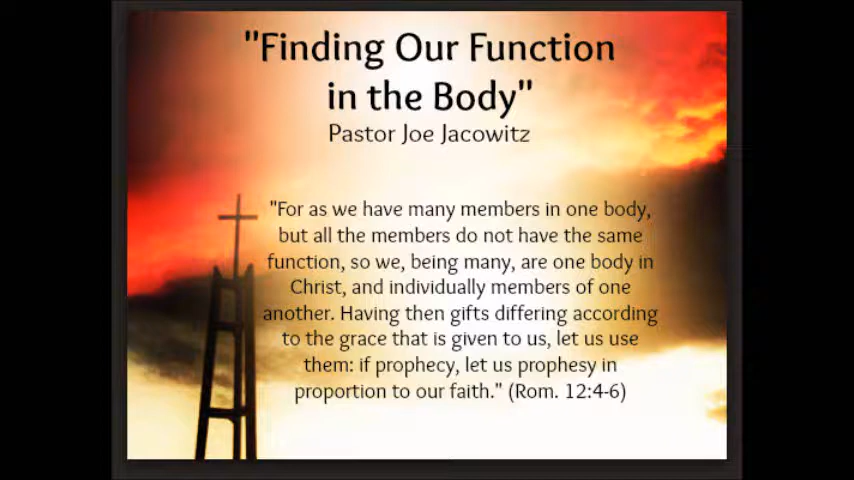 "Finding Our Function
in the Body"
Pastor Joe Jacowitz
"For as we have many members in one body,
but all the members do not have the same
function, so we, being many, are one body in
Christ, and individually members of one
another. Having then gifts differing according
to the grace that is given to us, let us use
them: if prophecy, let us prophesy in
proportion to our faith." (Rom. 12:4-6)